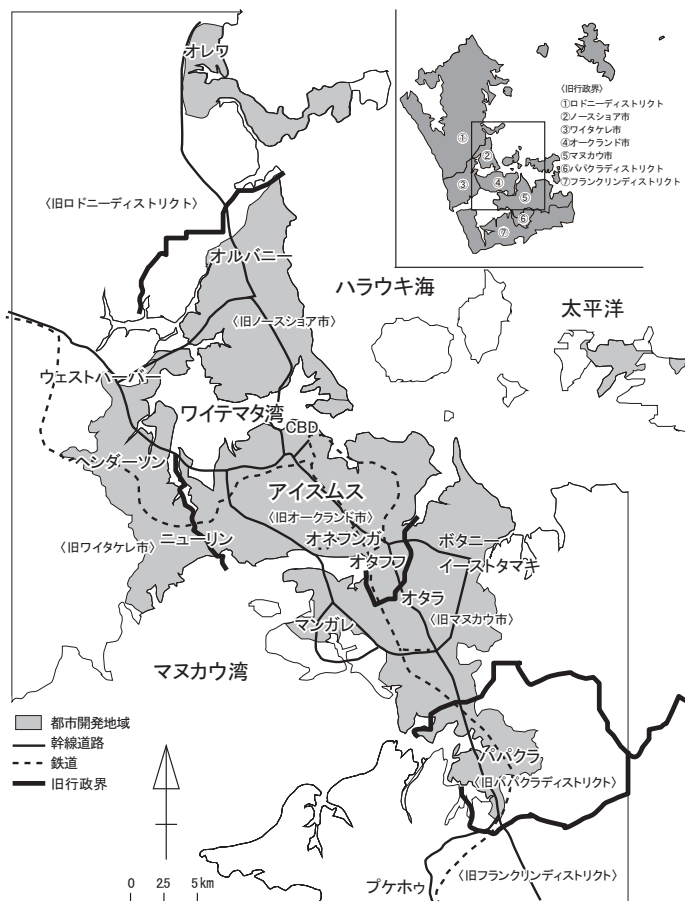 オレワ
〈旧行政界〉
①ロドニーディストリクト
②ノースショア市
③ワイタケレ市
④オークランド市
⑤マヌカウ市
⑥パパクラディストリクト
⑦フランクリンディストリクト
①
②
③
④
⑤
⑥
⑦
〈旧ロドニーディストリクト〉
オルバニー
ハラウキ海
太平洋
〈旧ノースショア市〉
ウェストハーバー
ワイテマタ湾
CBD
ヘンダーソン
アイスムス
〈旧オークランド市〉
ニューリン
オネフンガ
ボタニー
〈旧ワイタケレ市〉
オタフフ
イーストタマキ
オタラ
マンガレ
〈旧マヌカウ市〉
マヌカウ湾
都市開発地域
幹線道路
鉄道
旧行政界
パパクラ
〈旧パパクラディストリクト〉
〈旧フランクリンディストリクト〉
プケホゥ
0 2.5 5km